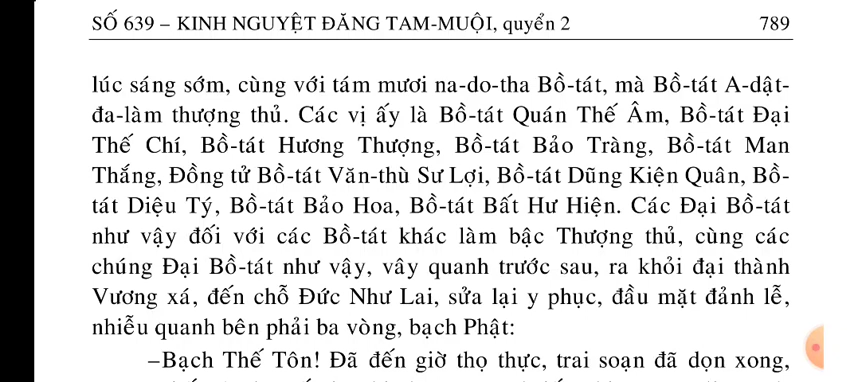 SỐ 639 – KINH NGUYỆT ĐĂNG TAM-MUỘI, quyển 2 789
lúc sáng sớm, cùng với tám mươi na-do-tha Bồ-tát, mà Bồ-tát A-dật-
đa-làm thượng thủ. Các vị ấy là Bồ-tát Quán Thế Âm, Bồ-tát Đại
Thế Chí, Bồ-tát Hương Thượng, Bồ-tát Bảo Tràng, Bồ-tát Man
Thắng, Đồng tử Bồ-tát Văn-thù Sư Lợi, Bồ-tát Dũng Kiện Quân, Bồ-
tát Diệu Tý, Bồ-tát Bảo Hoa, Bồ-tát Bất Hư Hiện. Các Đại Bồ-tát
như vậy đối với các Bồ-tát khác làm bậc Thượng thủ, cùng các
chúng Đại Bồ-tát như vậy, vây quanh trước sau, ra khỏi đại thành
Vương xá, đến chỗ Đức Như Lai, sửa lại y phục, đầu mặt đảnh lễ,
nhiễu quanh bên phải ba vòng, bạch Phật:
–Bạch Thế Tôn! Đã đến giờ thọ thực, trai soạn đã dọn xong,